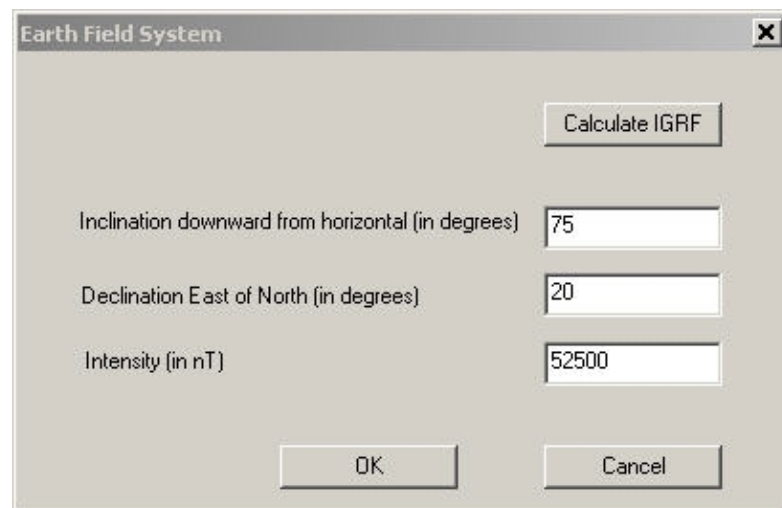 Earth Field System
Calculate IGRF
Inclination downward from horizontal (in degrees) 75
Declination East of North (in degrees) 20
Intensity (in nT) 52500
OK Cancel